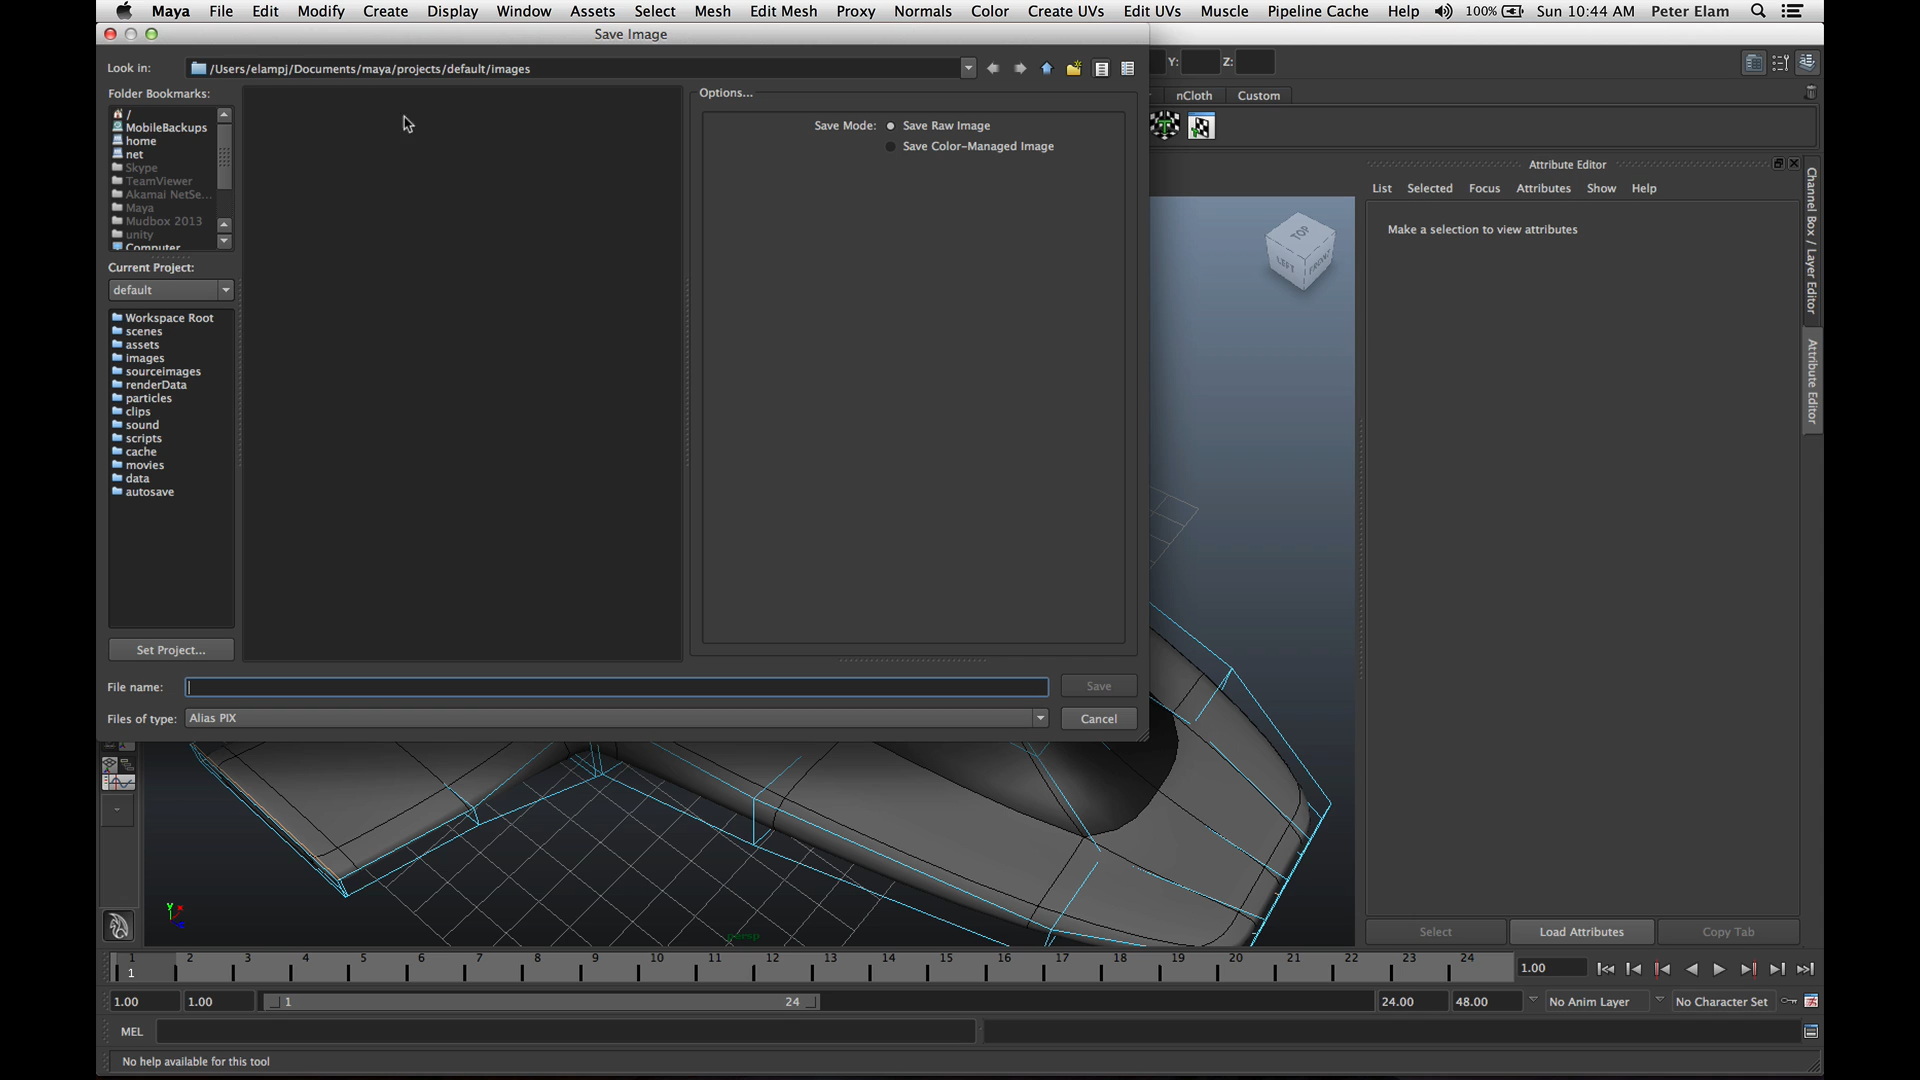 Maya File Edit Modify Create Display Window Assets Select Mesh Edit Mesh Proxy Normals Color Create UVs Edit UVs Muscle Pipeline Cache Help 100% Sun 10:44 AM Peter Elam
Save Image
Look in: /Users/elampj/Documents/maya/projects/default/images
Y: Z:
Folder Bookmarks:
/
MobileBackups
home
net
Skype
TeamViewer
Akamai NetSe...
Maya
Mudbox 2013
unity
Computer
Options...
Save Mode: Save Raw Image
Save Color-Managed Image
nCloth Custom
Current Project:
default
Workspace Root
scenes
assets
images
sourceimages
renderData
particles
clips
sound
scripts
cache
movies
data
autosave
Set Project...
File name:
Save
Files of type: Alias PIX
Cancel
TOP
LEFT
FRONT
Attribute Editor
List Selected Focus Attributes Show Help
Make a selection to view attributes
Channel Box / Layer Editor
Attribute Editor
Select Load Attributes Copy Tab
y x
z
persp
1 2 3 4 5 6 7 8 9 10 11 12 13 14 15 16 17 18 19 20 21 22 23 24
1
1.00
1.00 1.00 1 24 24.00 48.00 No Anim Layer No Character Set
MEL
No help available for this tool